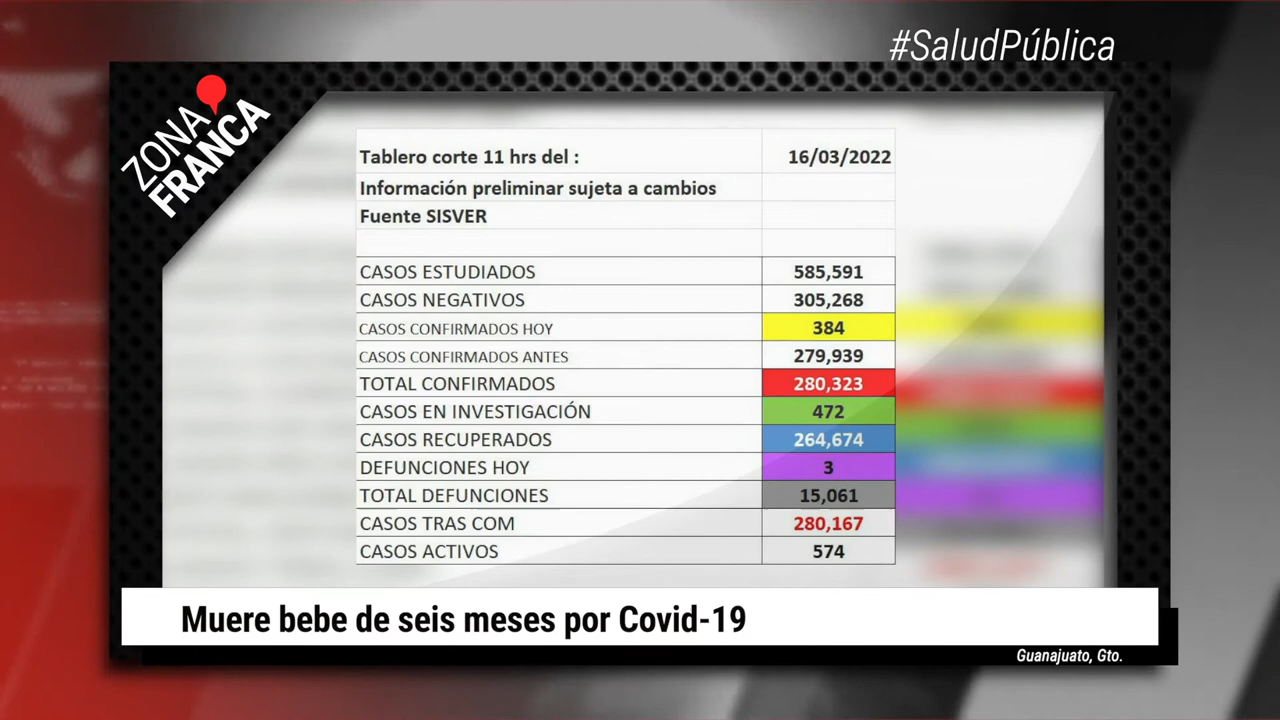 #SaludPública
ZONA
FRANCA
Tablero corte 11 hrs del : 16/03/2022
Información preliminar sujeta a cambios
Fuente SISVER
CASOS ESTUDIADOS 585,591
CASOS NEGATIVOS 305,268
CASOS CONFIRMADOS HOY 384
CASOS CONFIRMADOS ANTES 279,939
TOTAL CONFIRMADOS 280,323
CASOS EN INVESTIGACIÓN 472
CASOS RECUPERADOS 264,674
DEFUNCIONES HOY 3
TOTAL DEFUNCIONES 15,061
CASOS TRAS COM 280,167
CASOS ACTIVOS 574
Muere bebe de seis meses por Covid-19
Guanajuato, Gto.